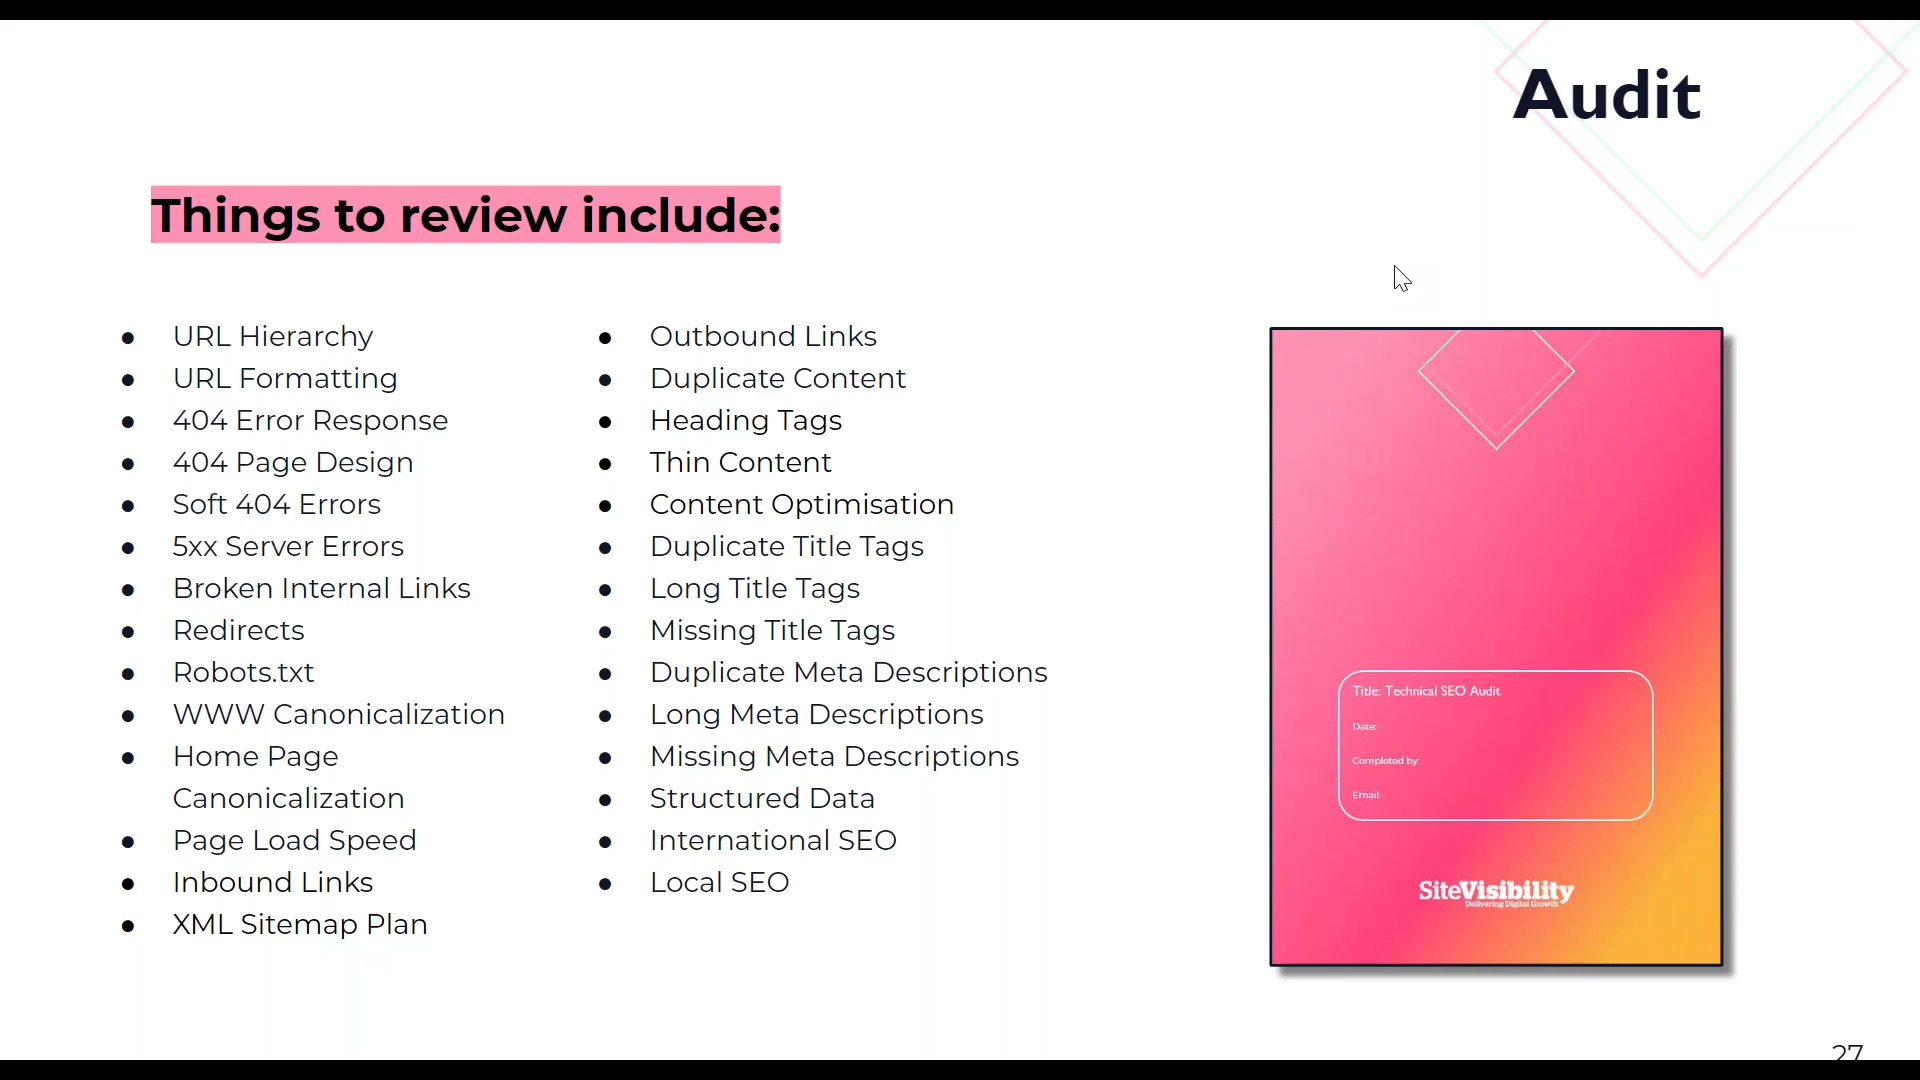 Audit
Things to review include:
URL Hierarchy
URL Formatting
404 Error Response
404 Page Design
Soft 404 Errors
5xx Server Errors
Broken Internal Links
Redirects
Robots.txt
WWW Canonicalization
Home Page
Canonicalization
Page Load Speed
Inbound Links
XML Sitemap Plan
Outbound Links
Duplicate Content
Heading Tags
Thin Content
Content Optimisation
Duplicate Title Tags
Long Title Tags
Missing Title Tags
Duplicate Meta Descriptions
Long Meta Descriptions
Missing Meta Descriptions
Structured Data
International SEO
Local SEO
Title: Technical SEO Audit
Date:
Completed by:
Email:
SiteVisibility
Delivering Digital Growth
27